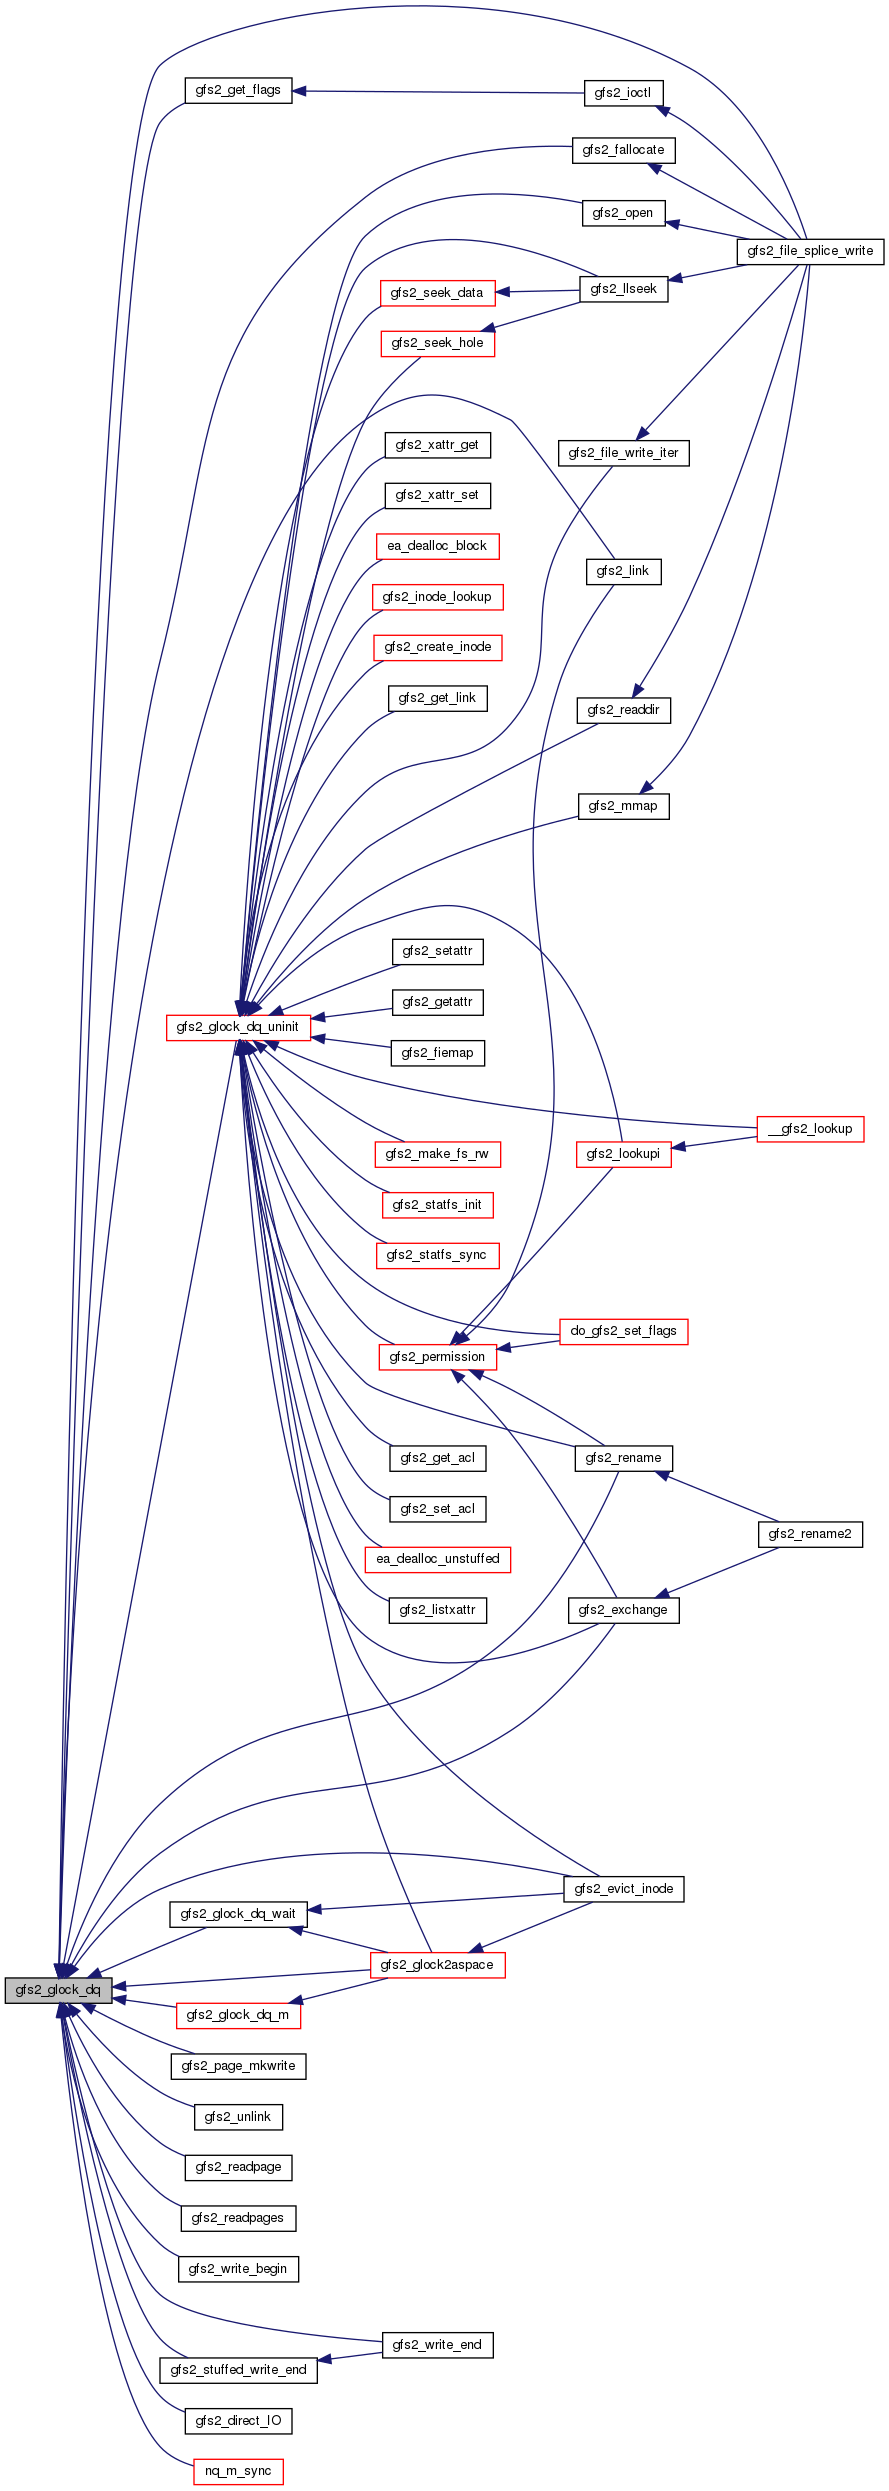 gfs2_get_flags
gfs2_ioctl
gfs2_fallocate
gfs2_open
gfs2_file_splice_write
gfs2_llseek
gfs2_seek_data
gfs2_seek_hole
gfs2_xattr_get
gfs2_file_write_iter
gfs2_xattr_set
ea_dealloc_block
gfs2_link
gfs2_inode_lookup
gfs2_create_inode
gfs2_get_link
gfs2_readdir
gfs2_mmap
gfs2_setattr
gfs2_getattr
gfs2_glock_dq_uninit
gfs2_fiemap
__gfs2_lookup
gfs2_make_fs_rw
gfs2_lookupi
gfs2_statfs_init
gfs2_statfs_sync
do_gfs2_set_flags
gfs2_permission
gfs2_get_acl
gfs2_rename
gfs2_set_acl
gfs2_rename2
ea_dealloc_unstuffed
gfs2_listxattr
gfs2_exchange
gfs2_evict_inode
gfs2_glock_dq_wait
gfs2_glock2aspace
gfs2_glock_dq
gfs2_glock_dq_m
gfs2_page_mkwrite
gfs2_unlink
gfs2_readpage
gfs2_readpages
gfs2_write_begin
gfs2_write_end
gfs2_stuffed_write_end
gfs2_direct_IO
nq_m_sync